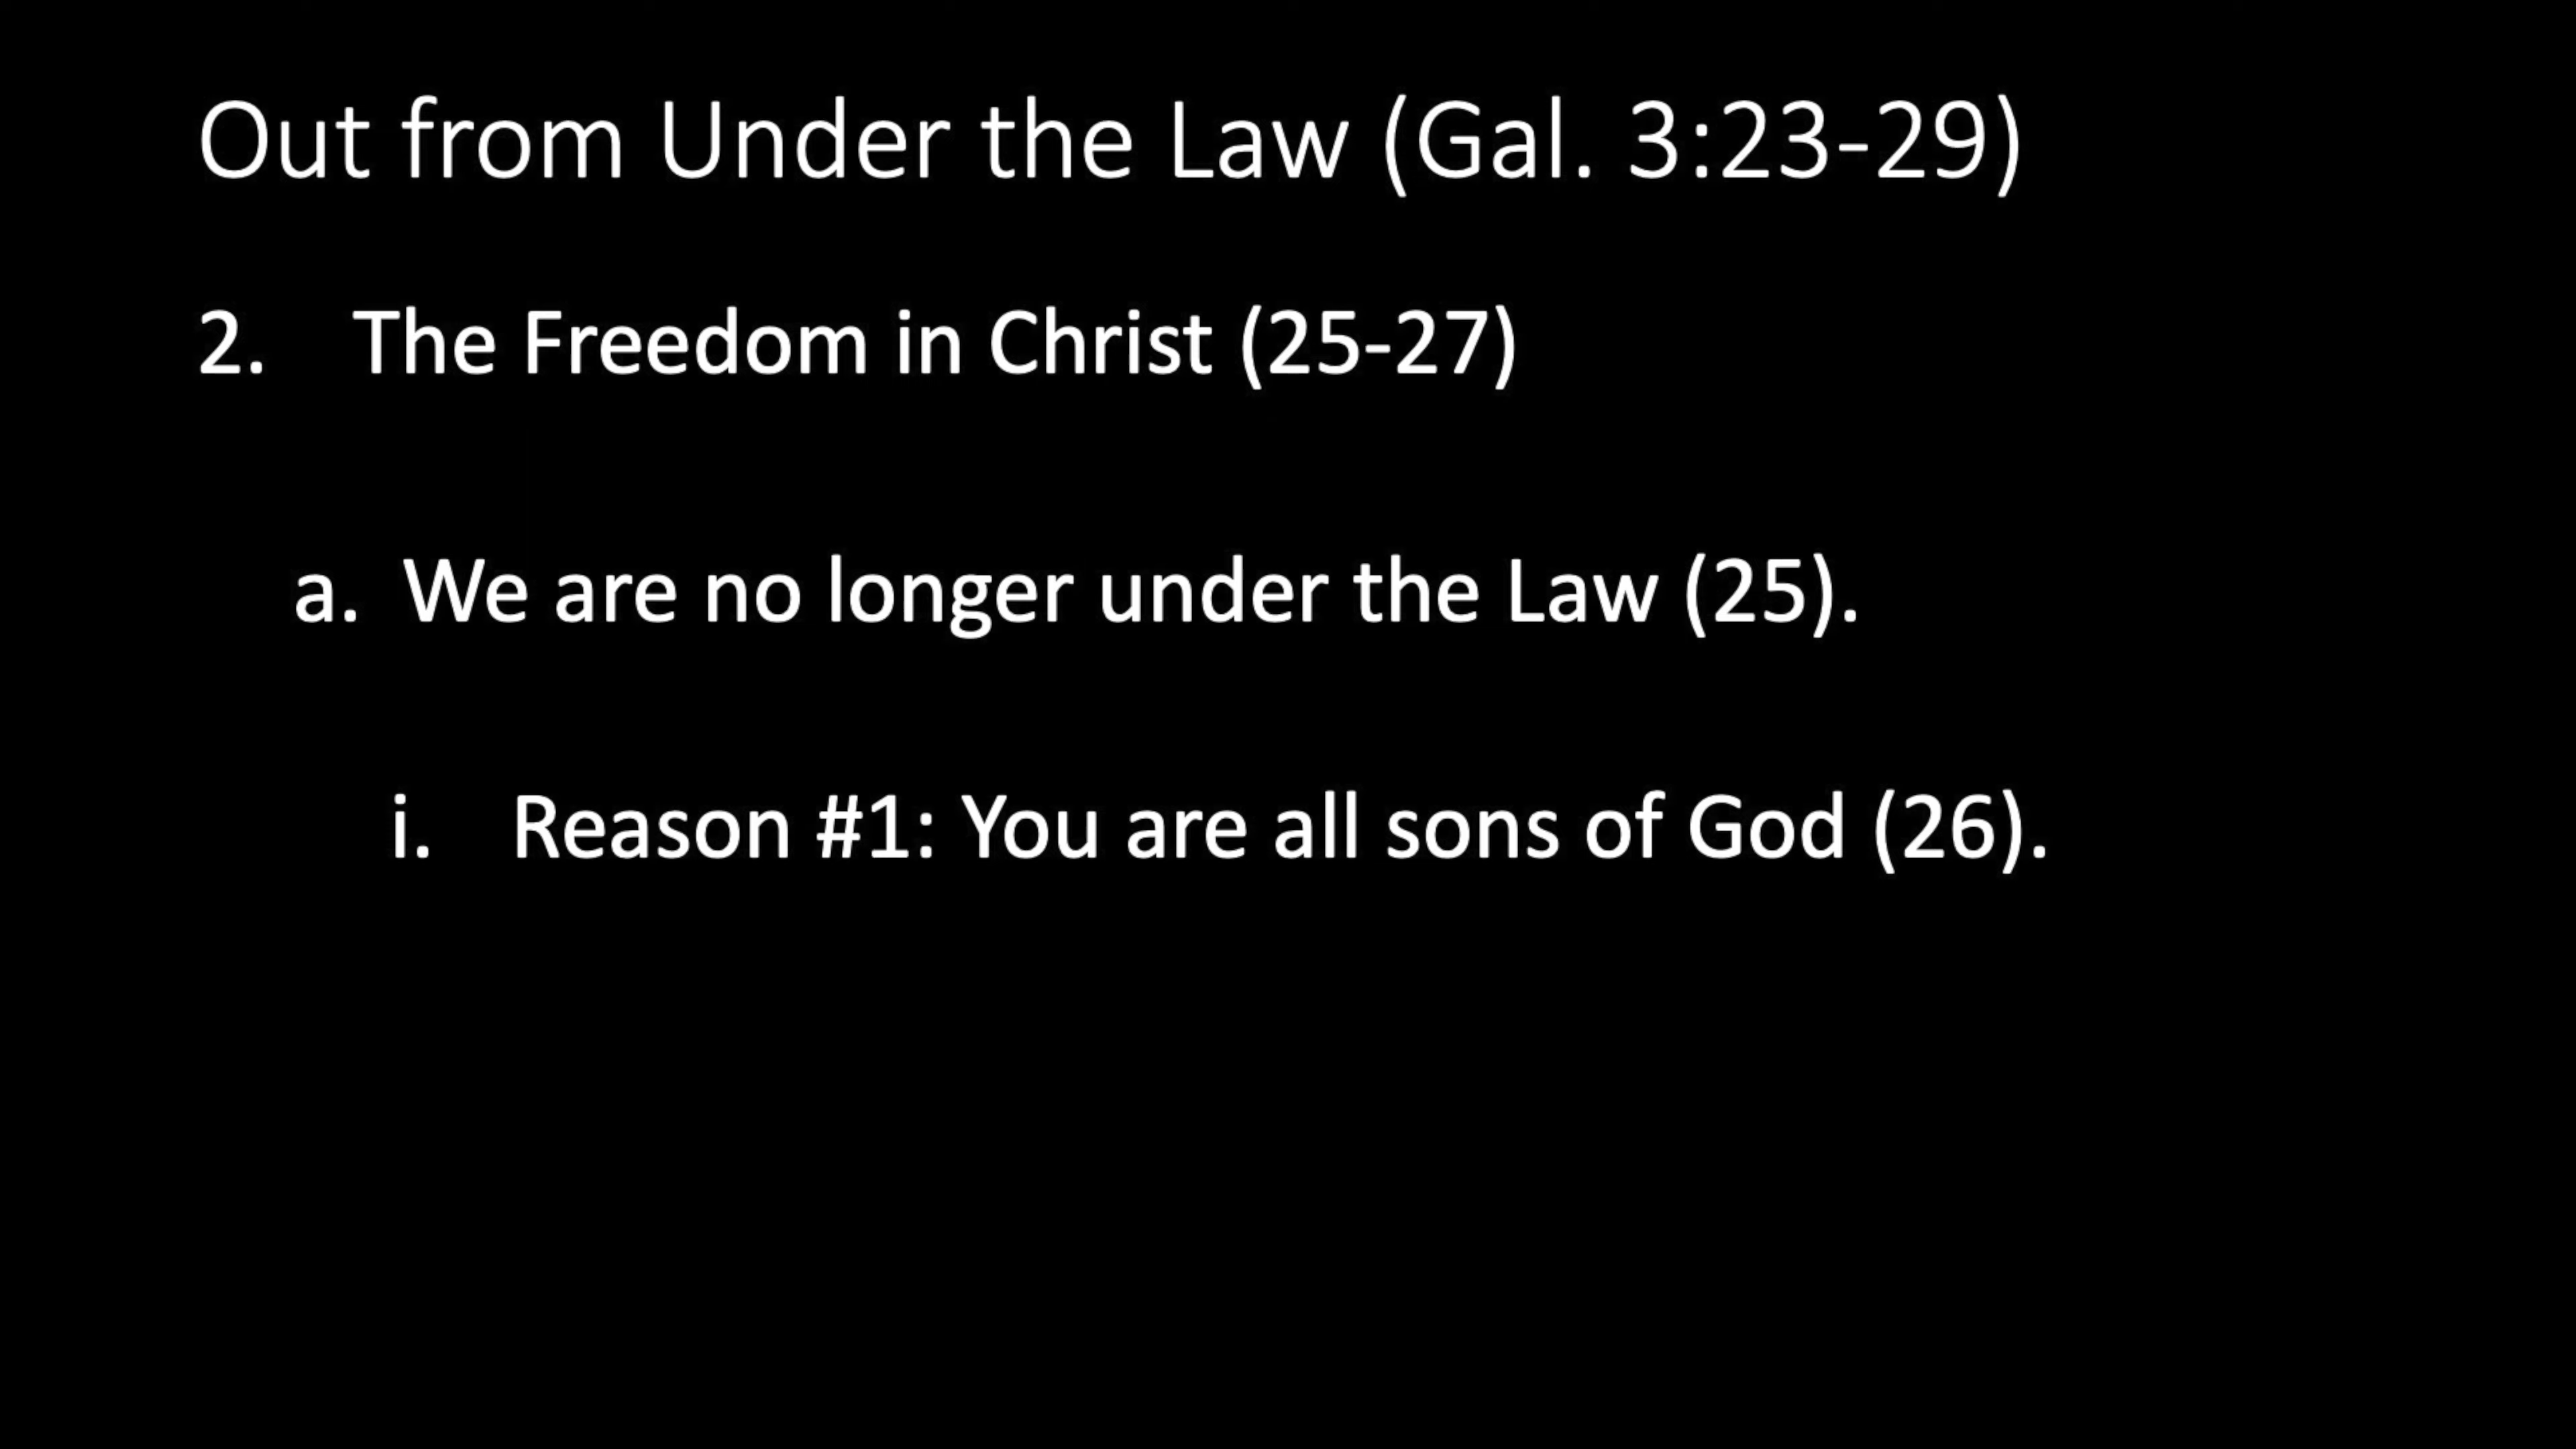 Out from Under the Law (Gal. 3:23-29)
2. The Freedom in Christ (25-27)
a. We are no longer under the Law (25).
i. Reason #1: You are all sons of God (26).